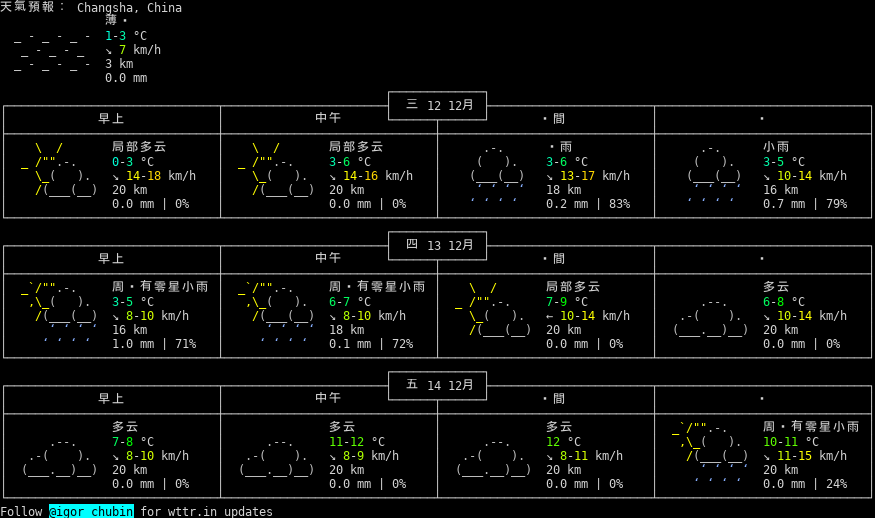 天氣預報： Changsha, China
薄・
1-3 °C
↘ 7 km/h
3 km
0.0 mm
三 12 12月
早上 中午 ・間 ・
局部多云 局部多云 ・雨 小雨
0-3 °C 3-6 °C 3-6 °C 3-5 °C
↘ 14-18 km/h ↘ 14-16 km/h ↘ 13-17 km/h ↘ 10-14 km/h
20 km 20 km 18 km 16 km
0.0 mm | 0% 0.0 mm | 0% 0.2 mm | 83% 0.7 mm | 79%
四 13 12月
早上 中午 ・間 ・
周・有零星小雨 周・有零星小雨 局部多云 多云
3-5 °C 6-7 °C 7-9 °C 6-8 °C
↘ 8-10 km/h ↘ 8-10 km/h ← 10-14 km/h ↘ 10-14 km/h
16 km 18 km 20 km 20 km
1.0 mm | 71% 0.1 mm | 72% 0.0 mm | 0% 0.0 mm | 0%
五 14 12月
早上 中午 ・間 ・
多云 多云 多云 周・有零星小雨
7-8 °C 11-12 °C 12 °C 10-11 °C
↘ 8-10 km/h ↘ 8-9 km/h ↘ 8-11 km/h ↘ 11-15 km/h
20 km 20 km 20 km 20 km
0.0 mm | 0% 0.0 mm | 0% 0.0 mm | 0% 0.0 mm | 24%
Follow @igor_chubin for wttr.in updates